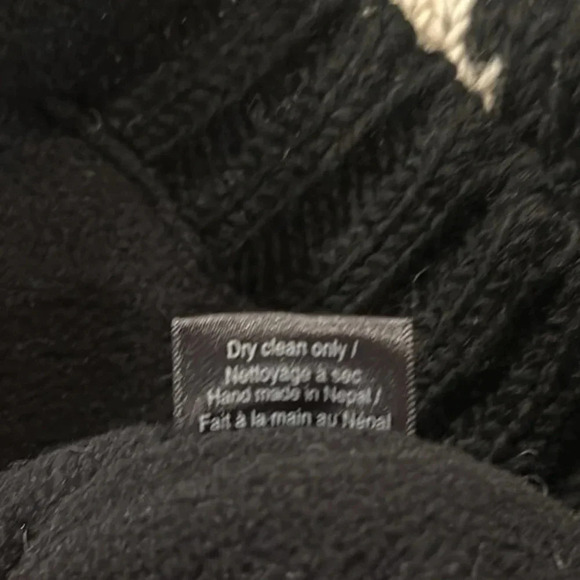 Dry clean only /
Nettoyage à sec
Hand made in Nepal /
Fait à la main au Népal